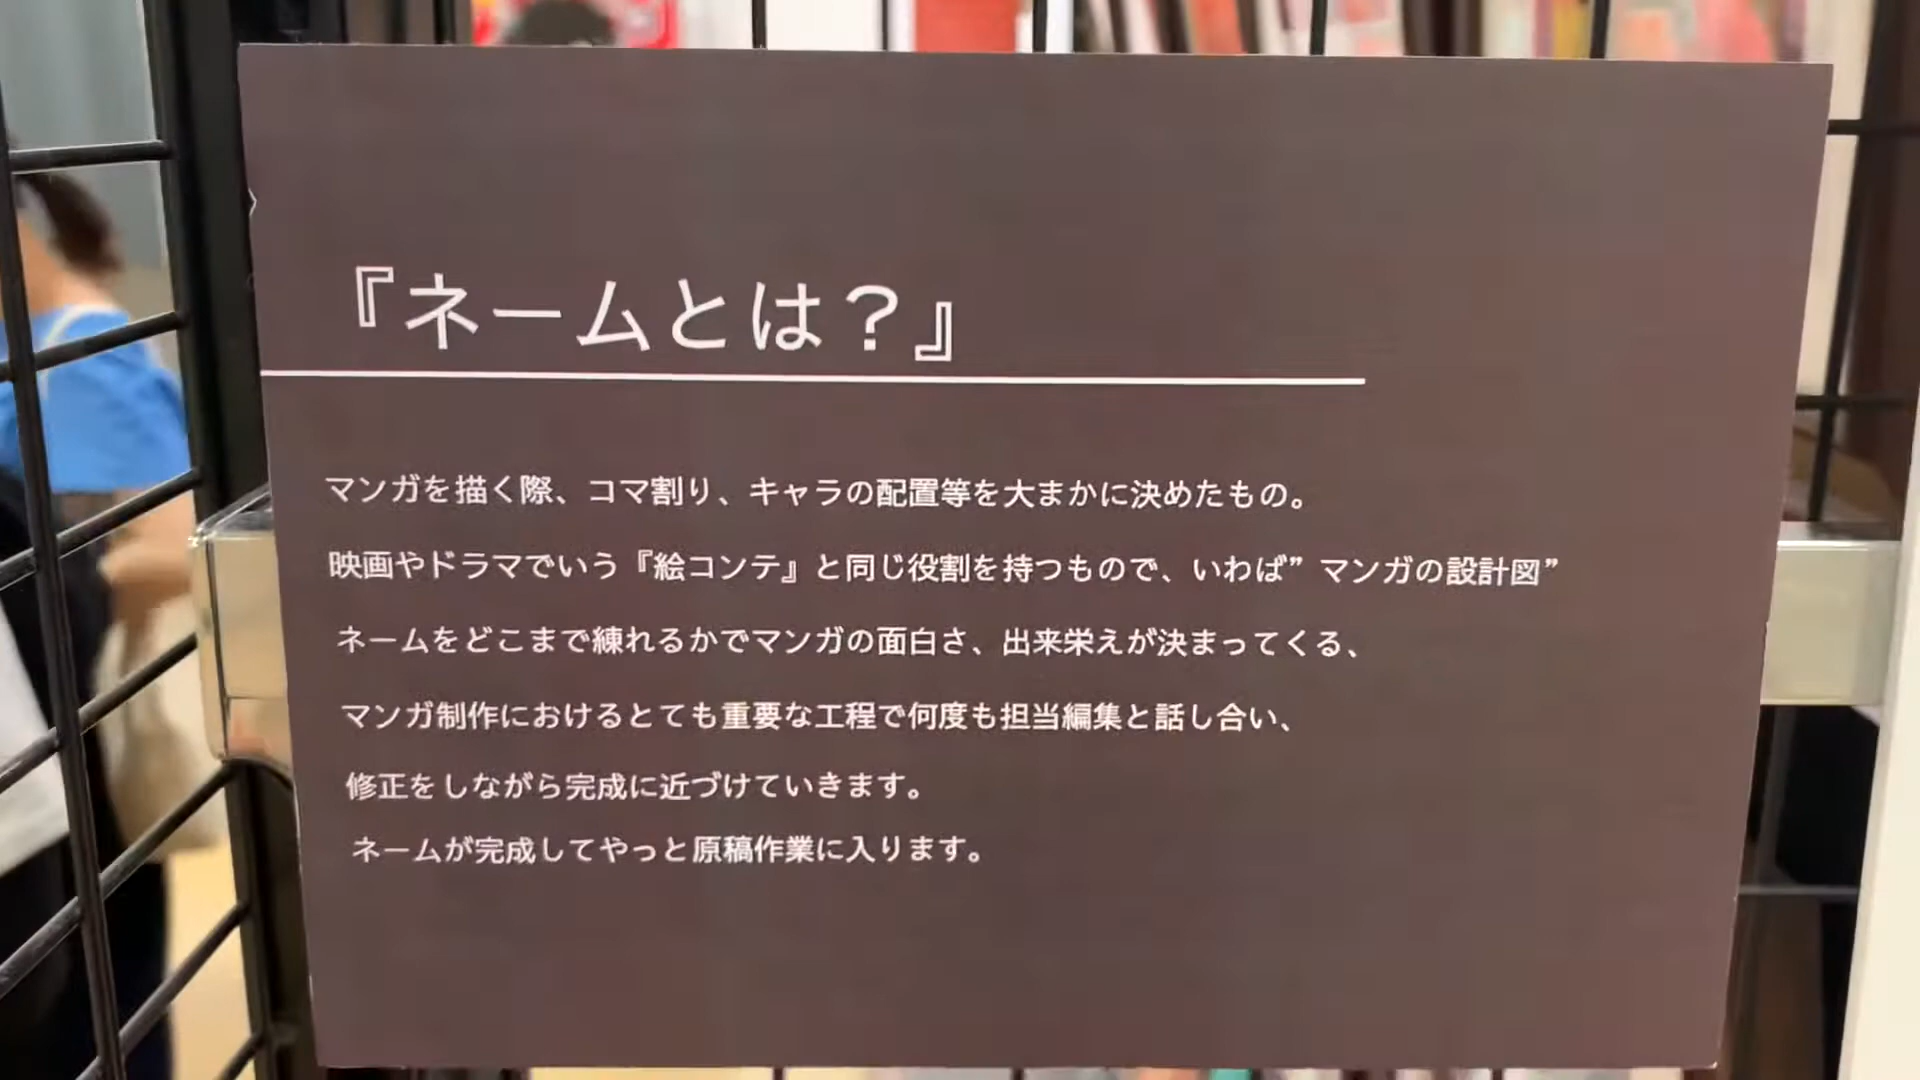 『ネームとは？』
マンガを描く際、コマ割り、キャラの配置等を大まかに決めたもの。
映画やドラマでいう『絵コンテ』と同じ役割を持つもので、いわば” マンガの設計図”
ネームをどこまで練れるかでマンガの面白さ、出来栄えが決まってくる、
マンガ制作におけるとても重要な工程で何度も担当編集と話し合い、
修正をしながら完成に近づけていきます。
ネームが完成してやっと原稿作業に入ります。